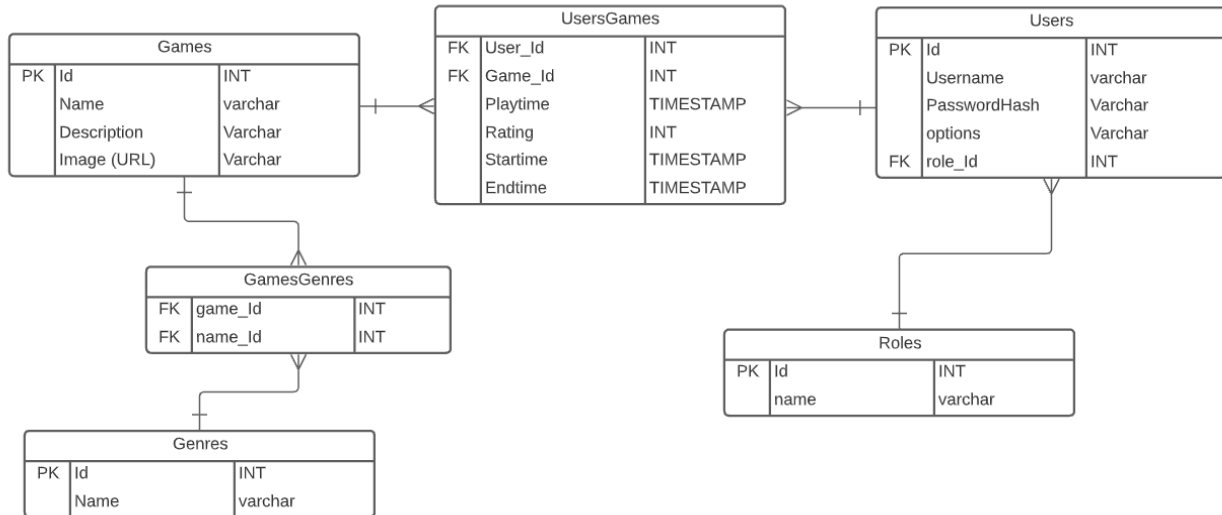 Games
PK Id INT
Name varchar
Description Varchar
Image (URL) Varchar
UsersGames
FK User_Id INT
FK Game_Id INT
Playtime TIMESTAMP
Rating INT
Startime TIMESTAMP
Endtime TIMESTAMP
Users
PK Id INT
Username varchar
PasswordHash Varchar
options Varchar
FK role_Id INT
GamesGenres
FK game_Id INT
FK name_Id INT
Roles
PK Id INT
name varchar
Genres
PK Id INT
Name varchar